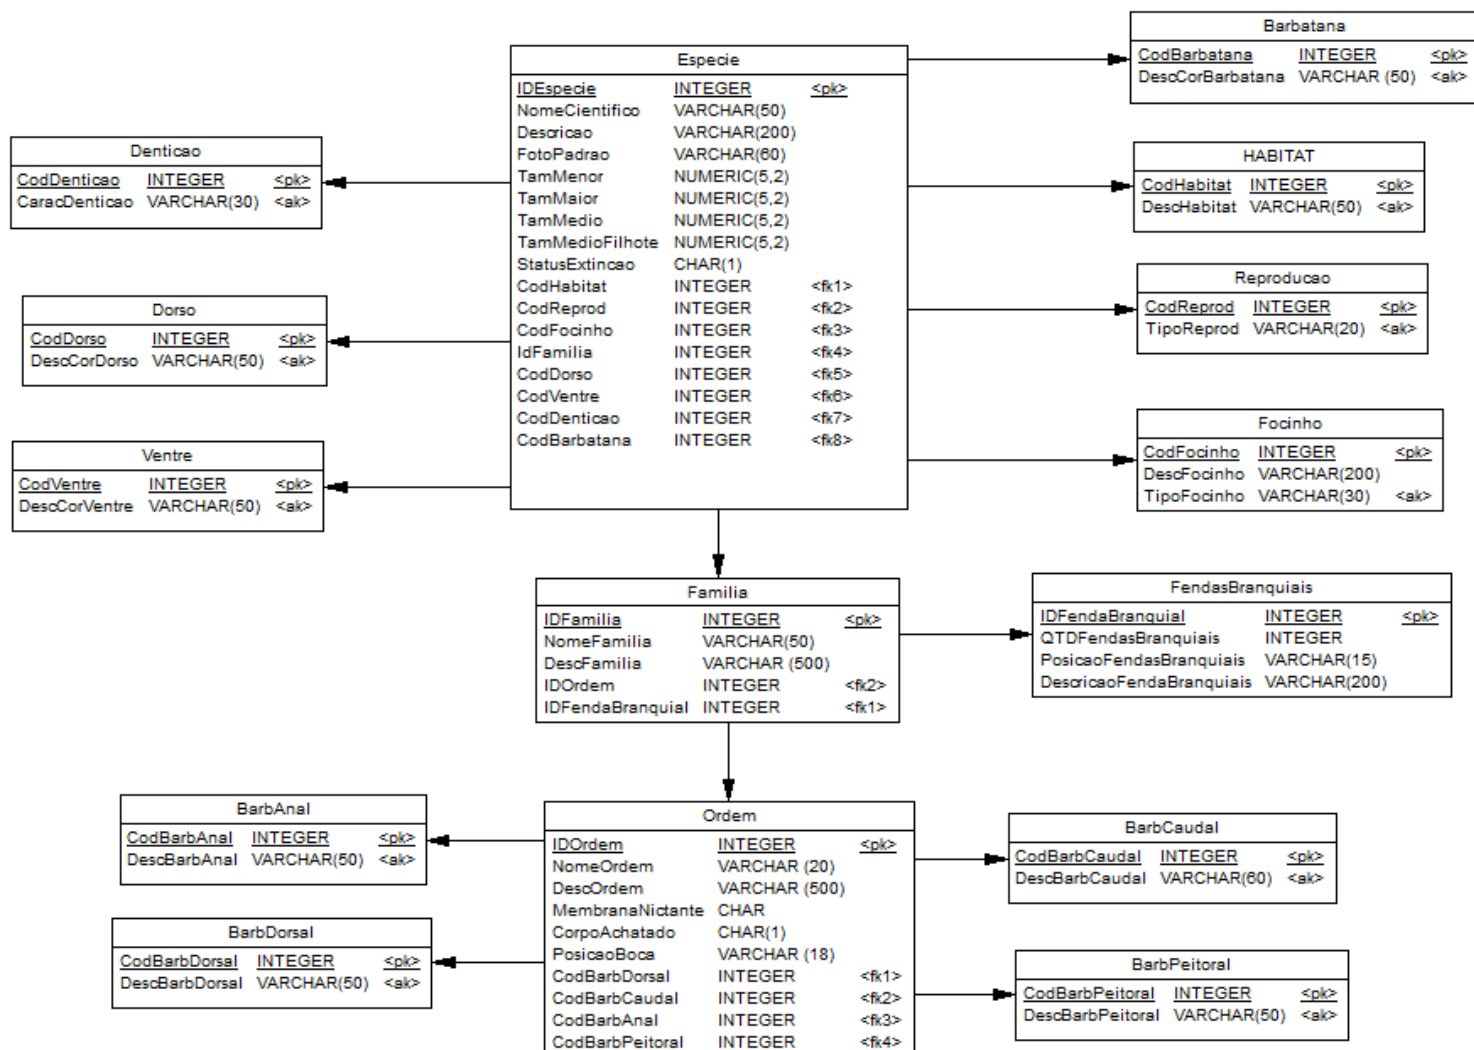 Barbatana
CodBarbatana INTEGER <pk>
DescCorBarbatana VARCHAR (50) <ak>
Especie
IDEspecie INTEGER <pk>
NomeCientifico VARCHAR(50)
Descricao VARCHAR(200)
FotoPadrao VARCHAR(60)
TamMenor NUMERIC(5,2)
TamMaior NUMERIC(5,2)
TamMedio NUMERIC(5,2)
TamMedioFilhote NUMERIC(5,2)
StatusExtincao CHAR(1)
CodHabitat INTEGER <fk1>
CodReprod INTEGER <fk2>
CodFocinho INTEGER <fk3>
IdFamilia INTEGER <fk4>
CodDorso INTEGER <fk5>
CodVentre INTEGER <fk6>
CodDenticao INTEGER <fk7>
CodBarbatana INTEGER <fk8>
Denticao
CodDenticao INTEGER <pk>
CaracDenticao VARCHAR(30) <ak>
HABITAT
CodHabitat INTEGER <pk>
DescHabitat VARCHAR(50) <ak>
Reproducao
CodReprod INTEGER <pk>
TipoReprod VARCHAR(20) <ak>
Dorso
CodDorso INTEGER <pk>
DescCorDorso VARCHAR(50) <ak>
Focinho
CodFocinho INTEGER <pk>
DescFocinho VARCHAR(200)
TipoFocinho VARCHAR(30) <ak>
Ventre
CodVentre INTEGER <pk>
DescCorVentre VARCHAR(50) <ak>
Familia
IDFamilia INTEGER <pk>
NomeFamilia VARCHAR(50)
DescFamilia VARCHAR (500)
IDOrdem INTEGER <fk2>
IDFendaBranquial INTEGER <fk1>
FendasBranquiais
IDFendaBranquial INTEGER <pk>
QTDFendasBranquiais INTEGER
PosicaoFendasBranquiais VARCHAR(15)
DescricaoFendaBranquiais VARCHAR(200)
BarbAnal
CodBarbAnal INTEGER <pk>
DescBarbAnal VARCHAR(50) <ak>
Ordem
IDOrdem INTEGER <pk>
NomeOrdem VARCHAR (20)
DescOrdem VARCHAR (500)
MembranaNictante CHAR
CorpoAchatado CHAR(1)
PosicaoBoca VARCHAR (18)
CodBarbDorsal INTEGER <fk1>
CodBarbCaudal INTEGER <fk2>
CodBarbAnal INTEGER <fk3>
CodBarbPeitoral INTEGER <fk4>
BarbCaudal
CodBarbCaudal INTEGER <pk>
DescBarbCaudal VARCHAR(60) <ak>
BarbDorsal
CodBarbDorsal INTEGER <pk>
DescBarbDorsal VARCHAR(50) <ak>
BarbPeitoral
CodBarbPeitoral INTEGER <pk>
DescBarbPeitoral VARCHAR(50) <ak>